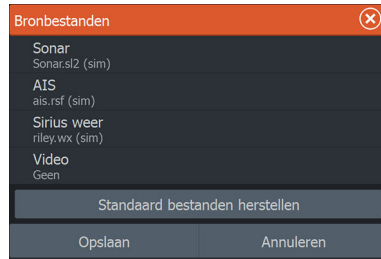 Bronbestanden
Sonar
Sonar.sl2 (sim)
AIS
ais.rsf (sim)
Sirius weer
riley.wx (sim)
Video
Geen
Standaard bestanden herstellen
Opslaan
Annuleren